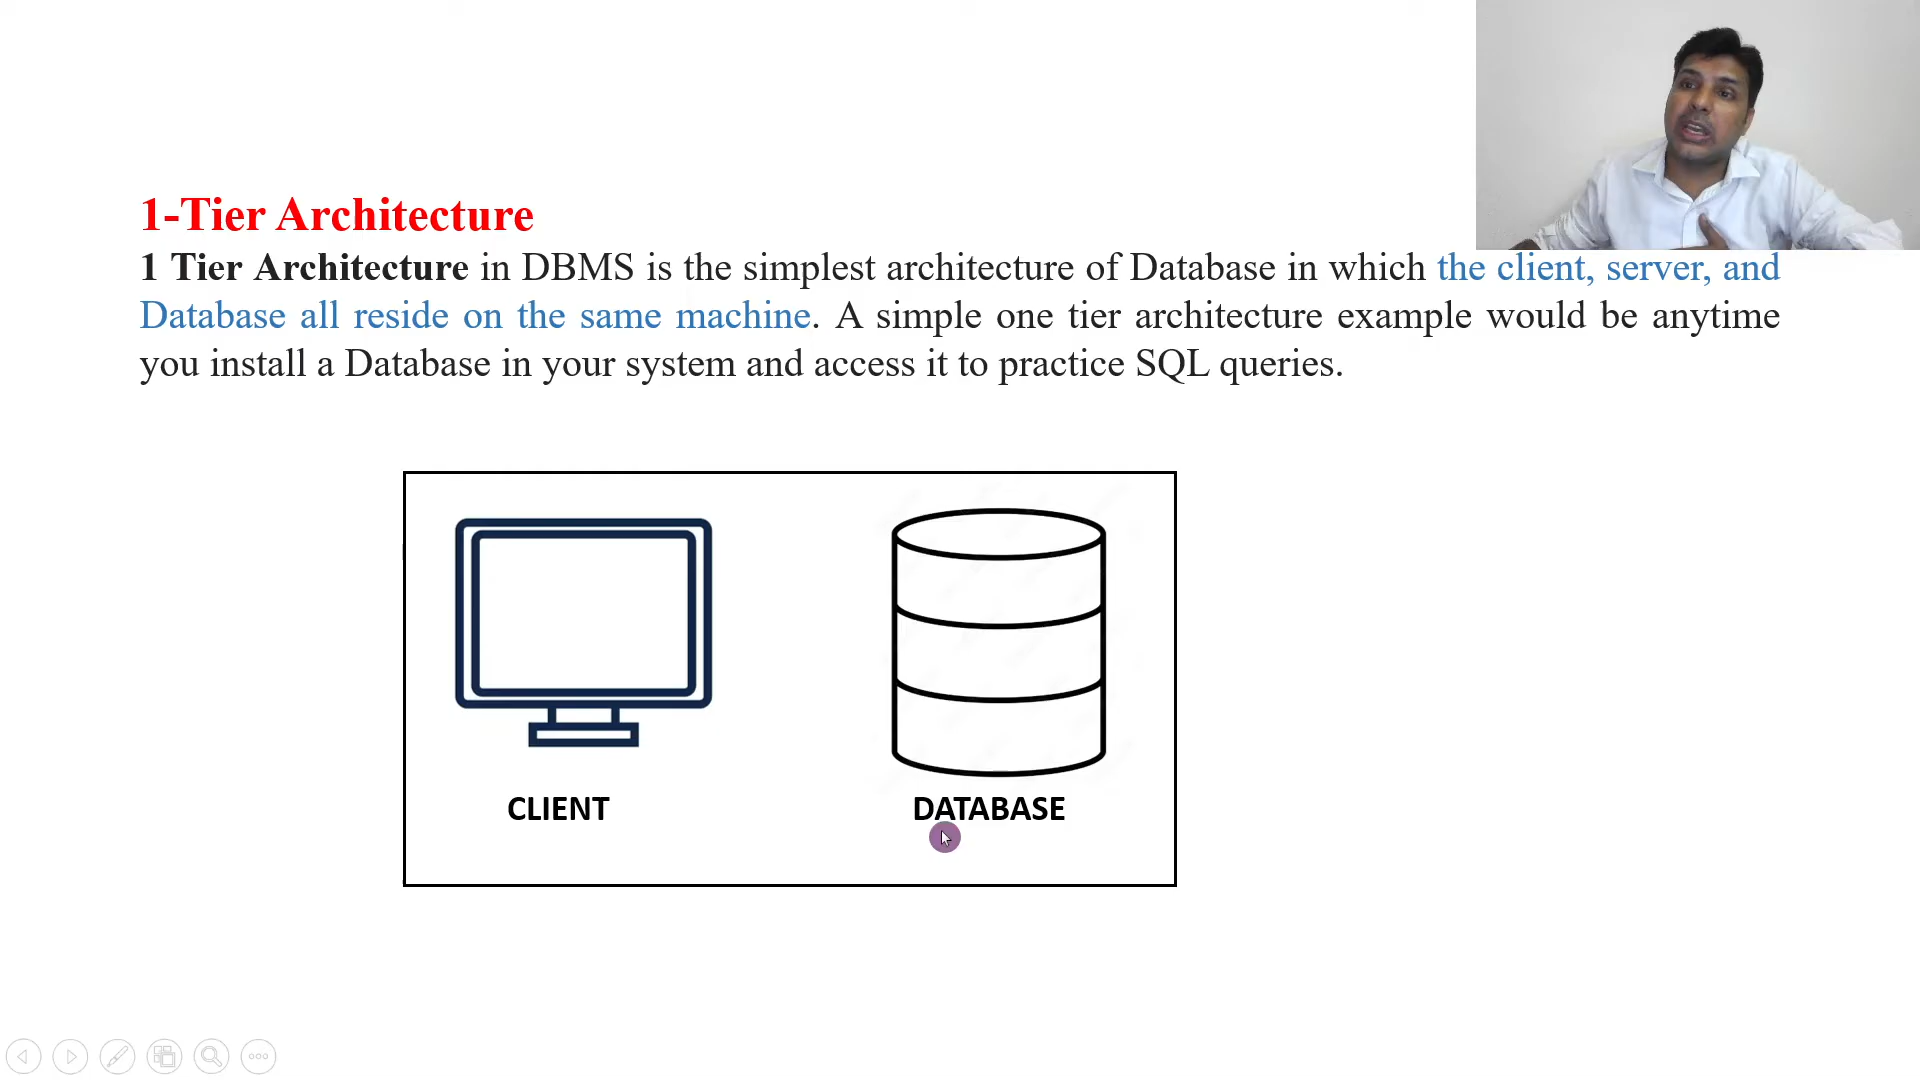 1-Tier Architecture
1 Tier Architecture in DBMS is the simplest architecture of Database in which the client, server, and
Database all reside on the same machine. A simple one tier architecture example would be anytime
you install a Database in your system and access it to practice SQL queries.
CLIENT
DATABASE